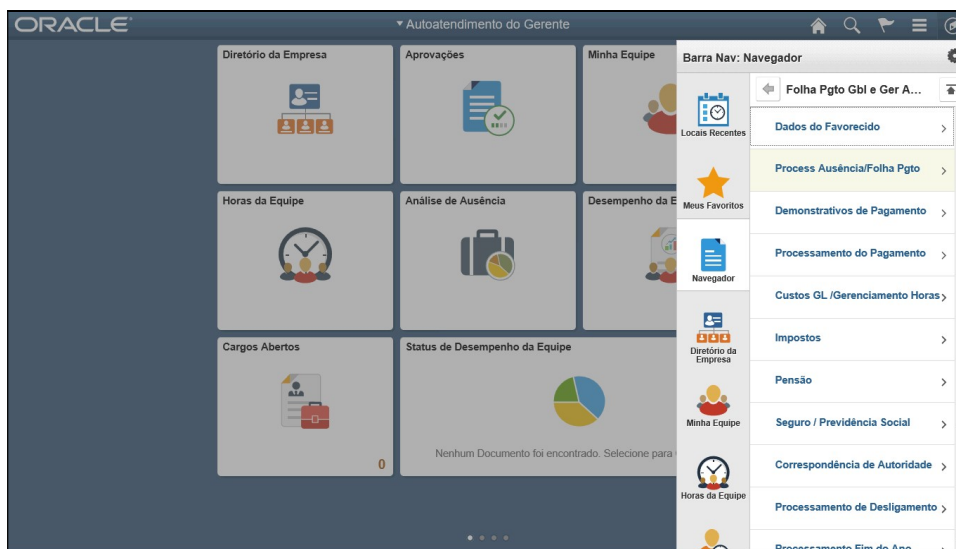 ORACLE
Autoatendimento do Gerente
Diretório da Empresa
Aprovações
Minha Equipe
Horas da Equipe
Análise de Ausência
Desempenho da E
Cargos Abertos
0
Status de Desempenho da Equipe
Nenhum Documento foi encontrado. Selecione para
Barra Nav: Navegador
Locais Recentes
Meus Favoritos
Navegador
Diretório da
Empresa
Minha Equipe
Horas da Equipe
Folha Pgto Gbl e Ger A...
Dados do Favorecido
Process Ausência/Folha Pgto
Demonstrativos de Pagamento
Processamento do Pagamento
Custos GL /Gerenciamento Horas
Impostos
Pensão
Seguro / Previdência Social
Correspondência de Autoridade
Processamento de Desligamento
Processamento Fim do Ano